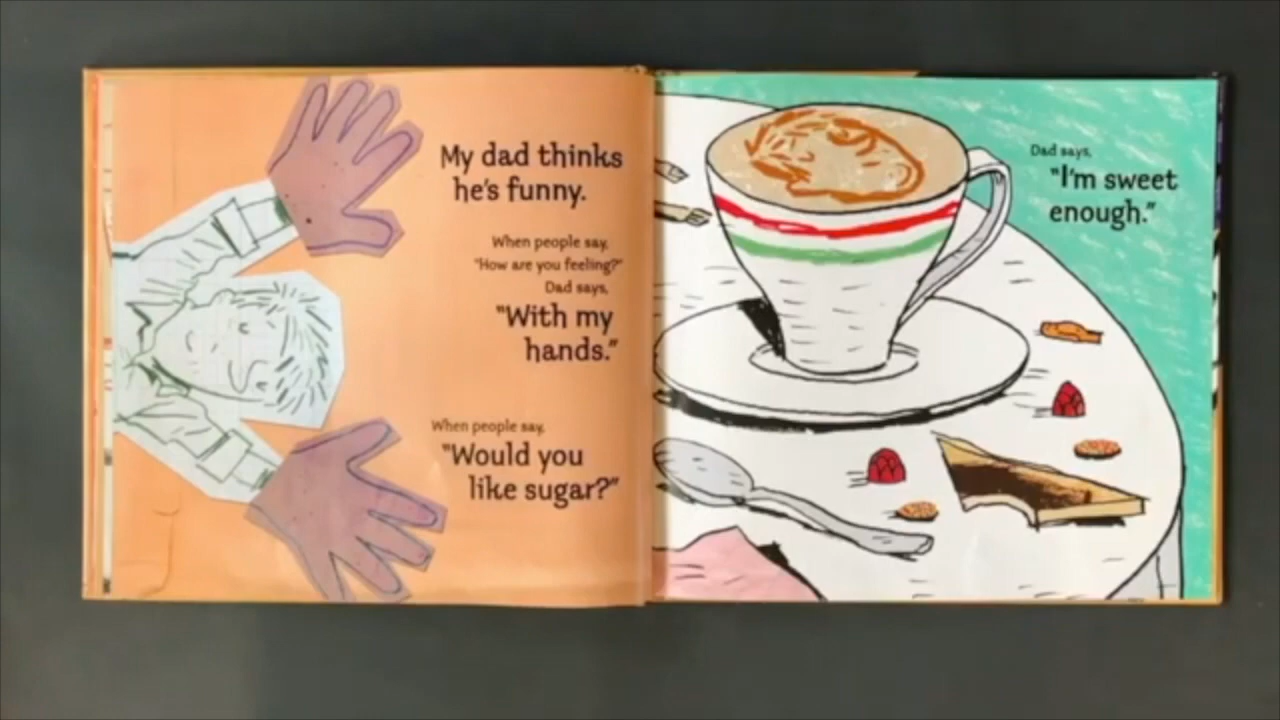 My dad thinks
he's funny.
When people say,
"How are you feeling?"
Dad says,
"With my
hands."
When people say,
"Would you
like sugar?"
Dad says,
"I'm sweet
enough."